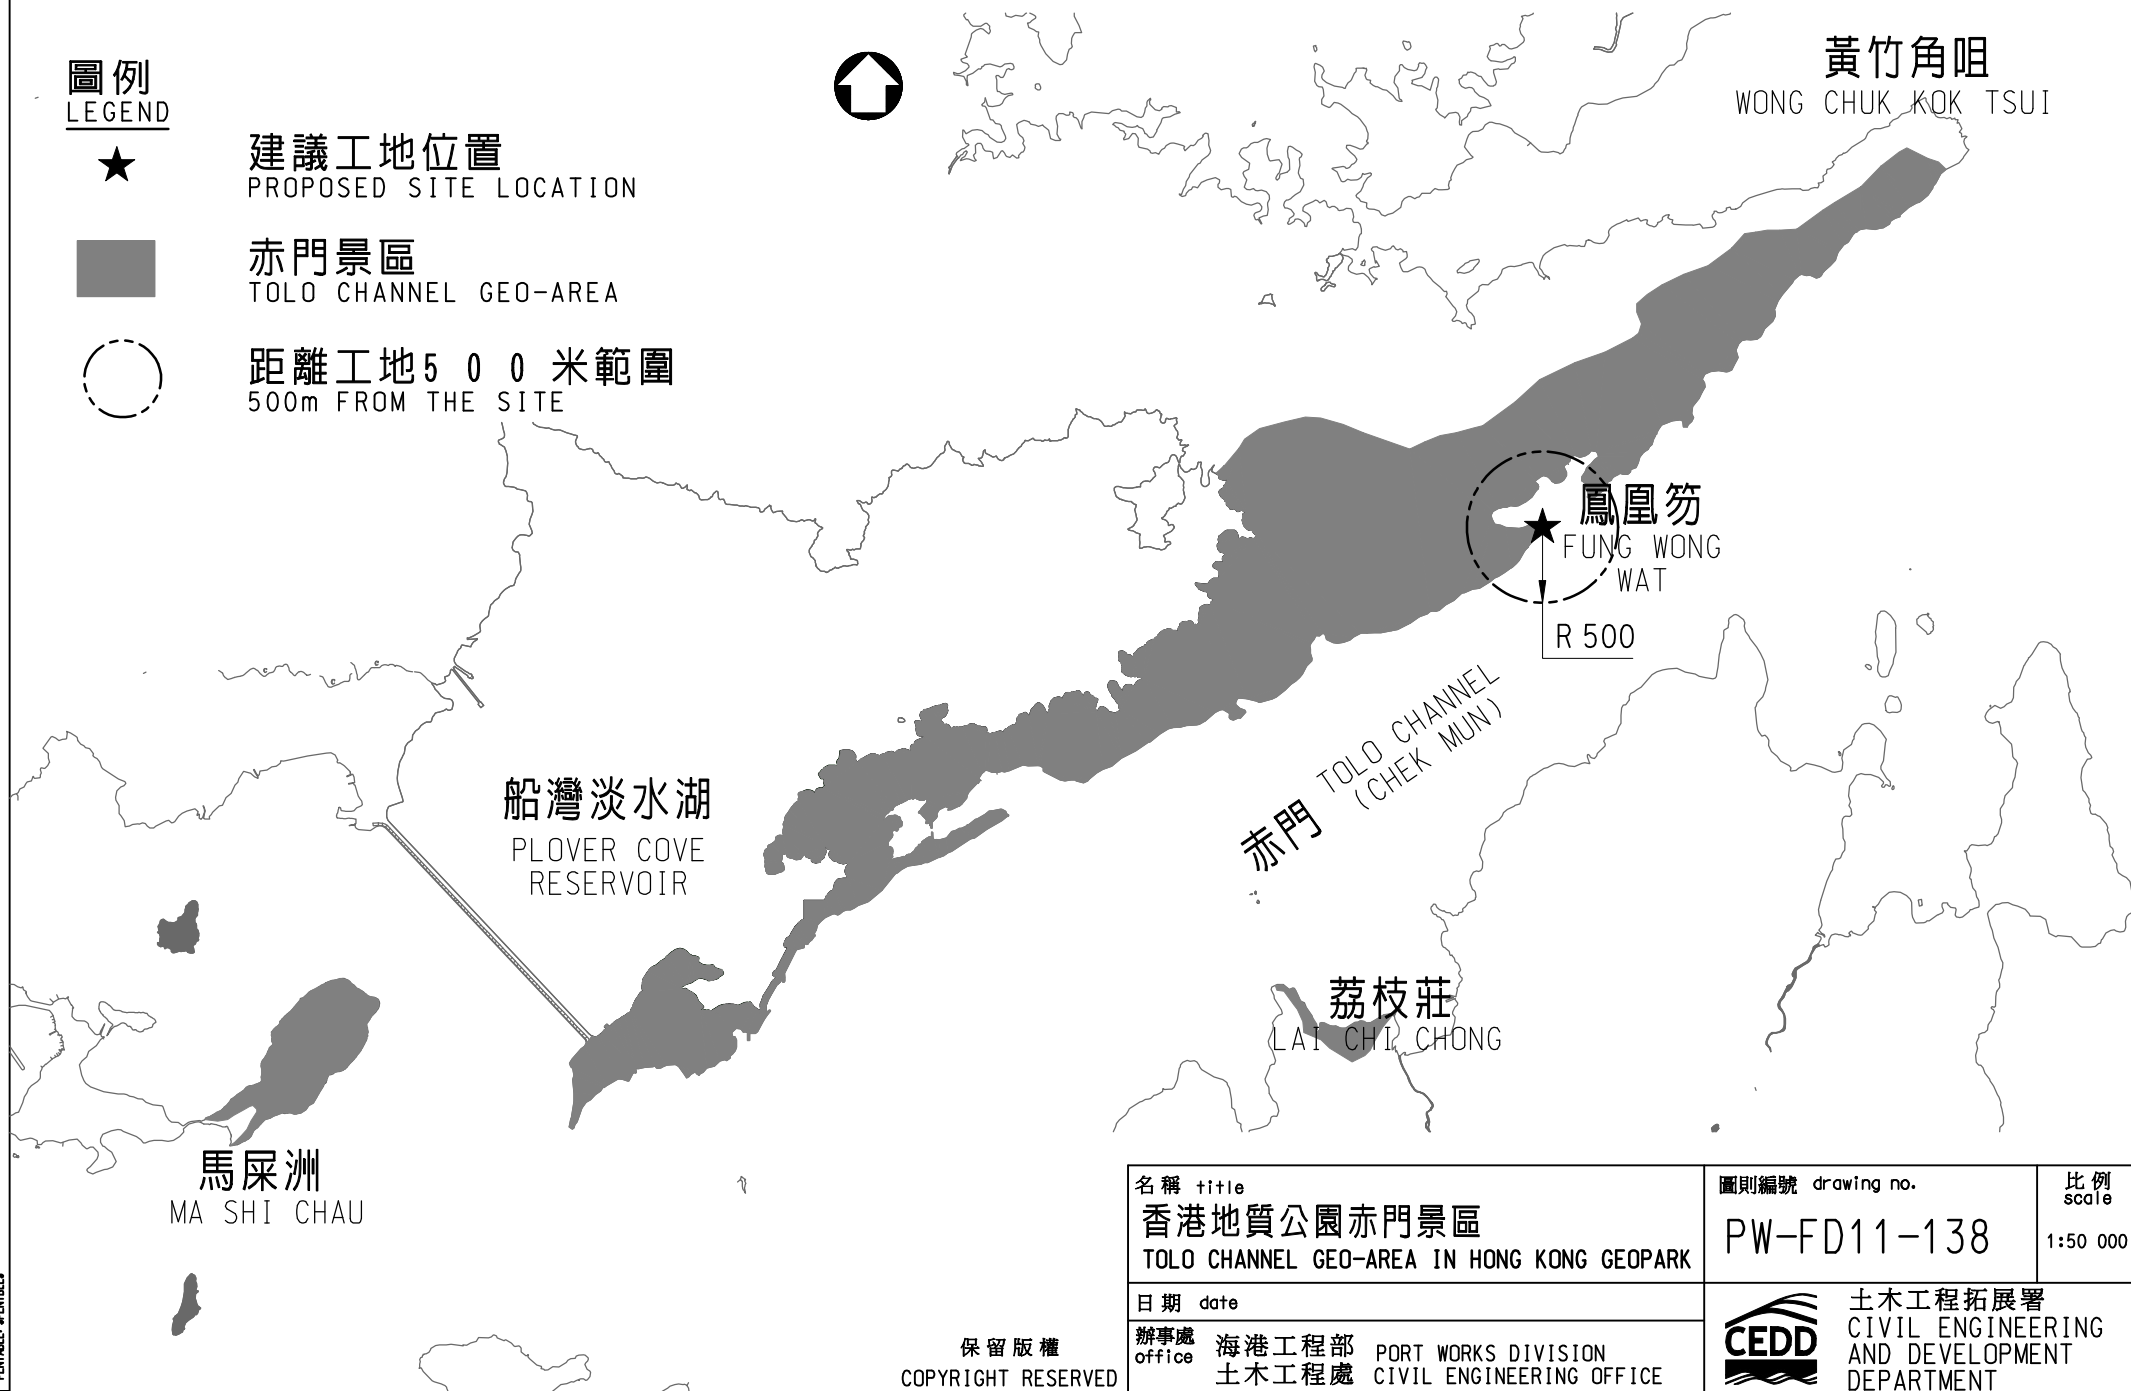 圖例
LEGEND
建議工地位置
PROPOSED SITE LOCATION
赤門景區
TOLO CHANNEL GEO-AREA
距離工地500米範圍
500m FROM THE SITE
黃竹角咀
WONG CHUK KOK TSUI
鳳凰笏
FUNG WONG
WAT
R 500
TOLO CHANNEL
(CHEK MUN)
赤門
船灣淡水湖
PLOVER COVE
RESERVOIR
荔枝莊
LAI CHI CHONG
馬屎洲
MA SHI CHAU
保留版權
COPYRIGHT RESERVED
名稱 title
香港地質公園赤門景區
TOLO CHANNEL GEO-AREA IN HONG KONG GEOPARK
圖則編號 drawing no.
PW-FD11-138
比例
scale
1:50 000
日期 date
辦事處
office
海港工程部 PORT WORKS DIVISION
土木工程處 CIVIL ENGINEERING OFFICE
CEDD
土木工程拓展署
CIVIL ENGINEERING
AND DEVELOPMENT
DEPARTMENT